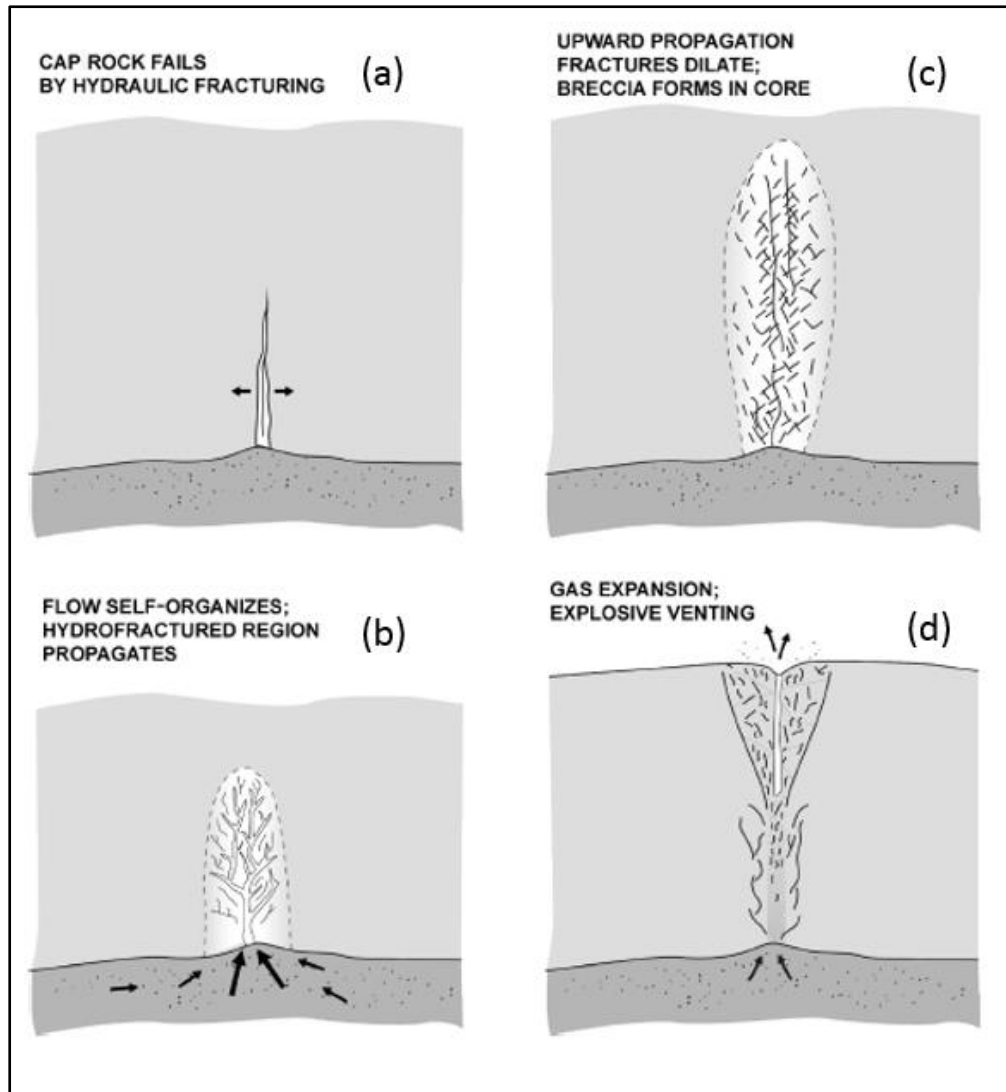 CAP ROCK FAILS
BY HYDRAULIC FRACTURING
(a)
FLOW SELF-ORGANIZES;
HYDROFRACTURED REGION
PROPAGATES
(b)
UPWARD PROPAGATION
FRACTURES DILATE;
BRECCIA FORMS IN CORE
(c)
GAS EXPANSION;
EXPLOSIVE VENTING
(d)